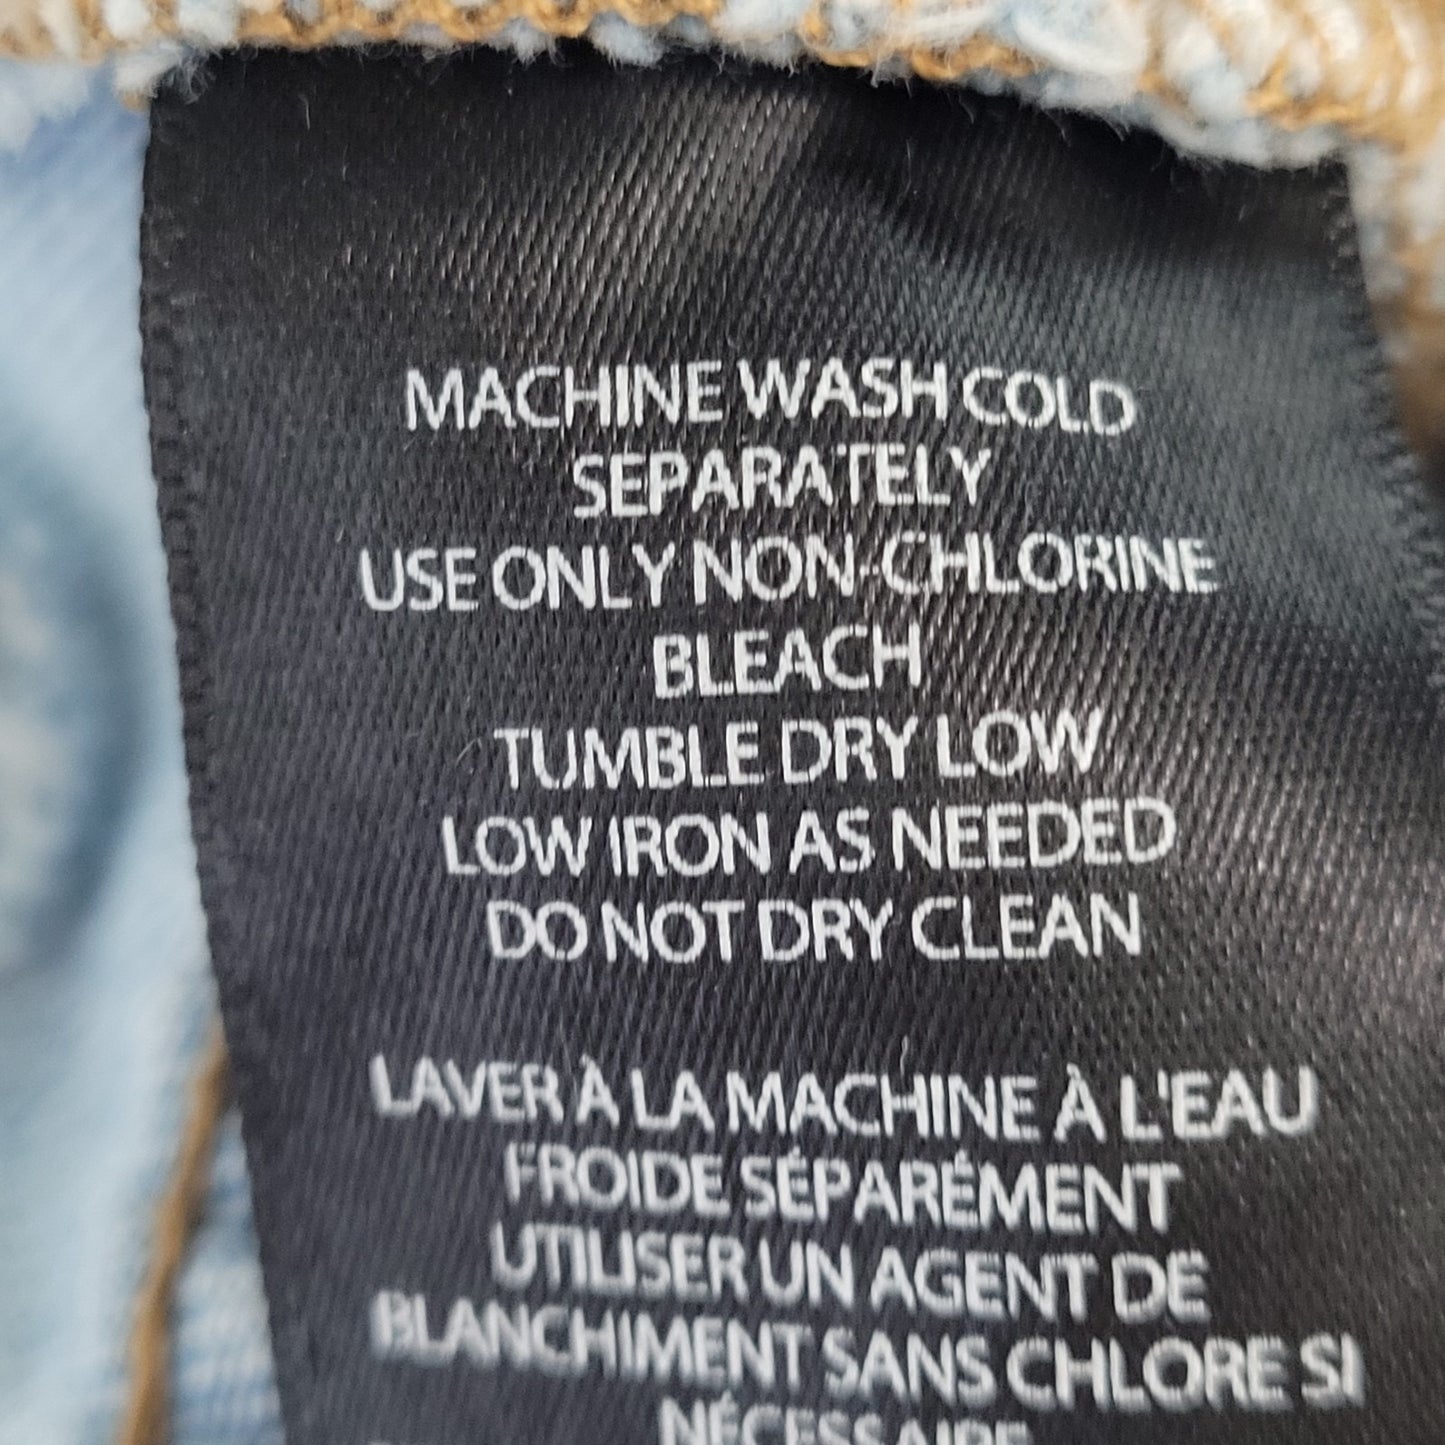 MACHINE WASH COLD
SEPARATELY
USE ONLY NON-CHLORINE
BLEACH
TUMBLE DRY LOW
LOW IRON AS NEEDED
DO NOT DRY CLEAN
LAVER À LA MACHINE À L'EAU
FROIDE SÉPARÉMENT
UTILISER UN AGENT DE
BLANCHIMENT SANS CHLORE SI
NÉCESSAIRE